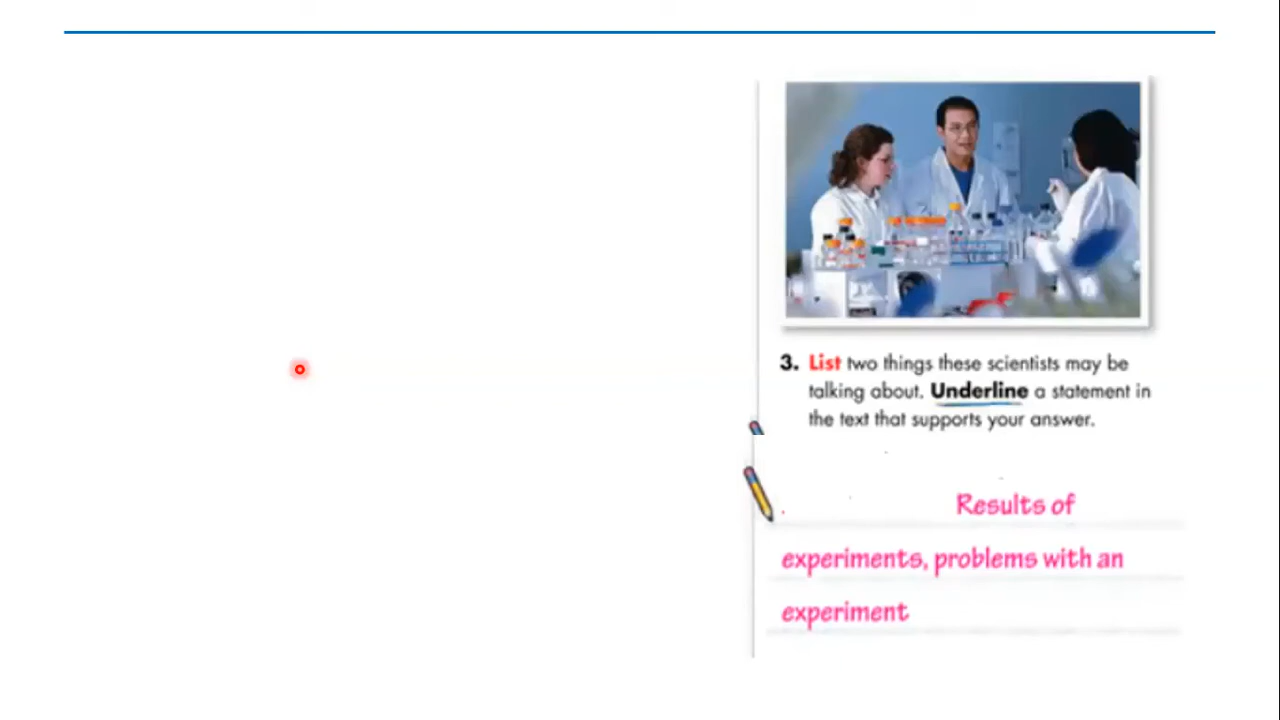 3. List two things these scientists may be
talking about. Underline a statement in
the text that supports your answer.
Results of
experiments, problems with an
experiment